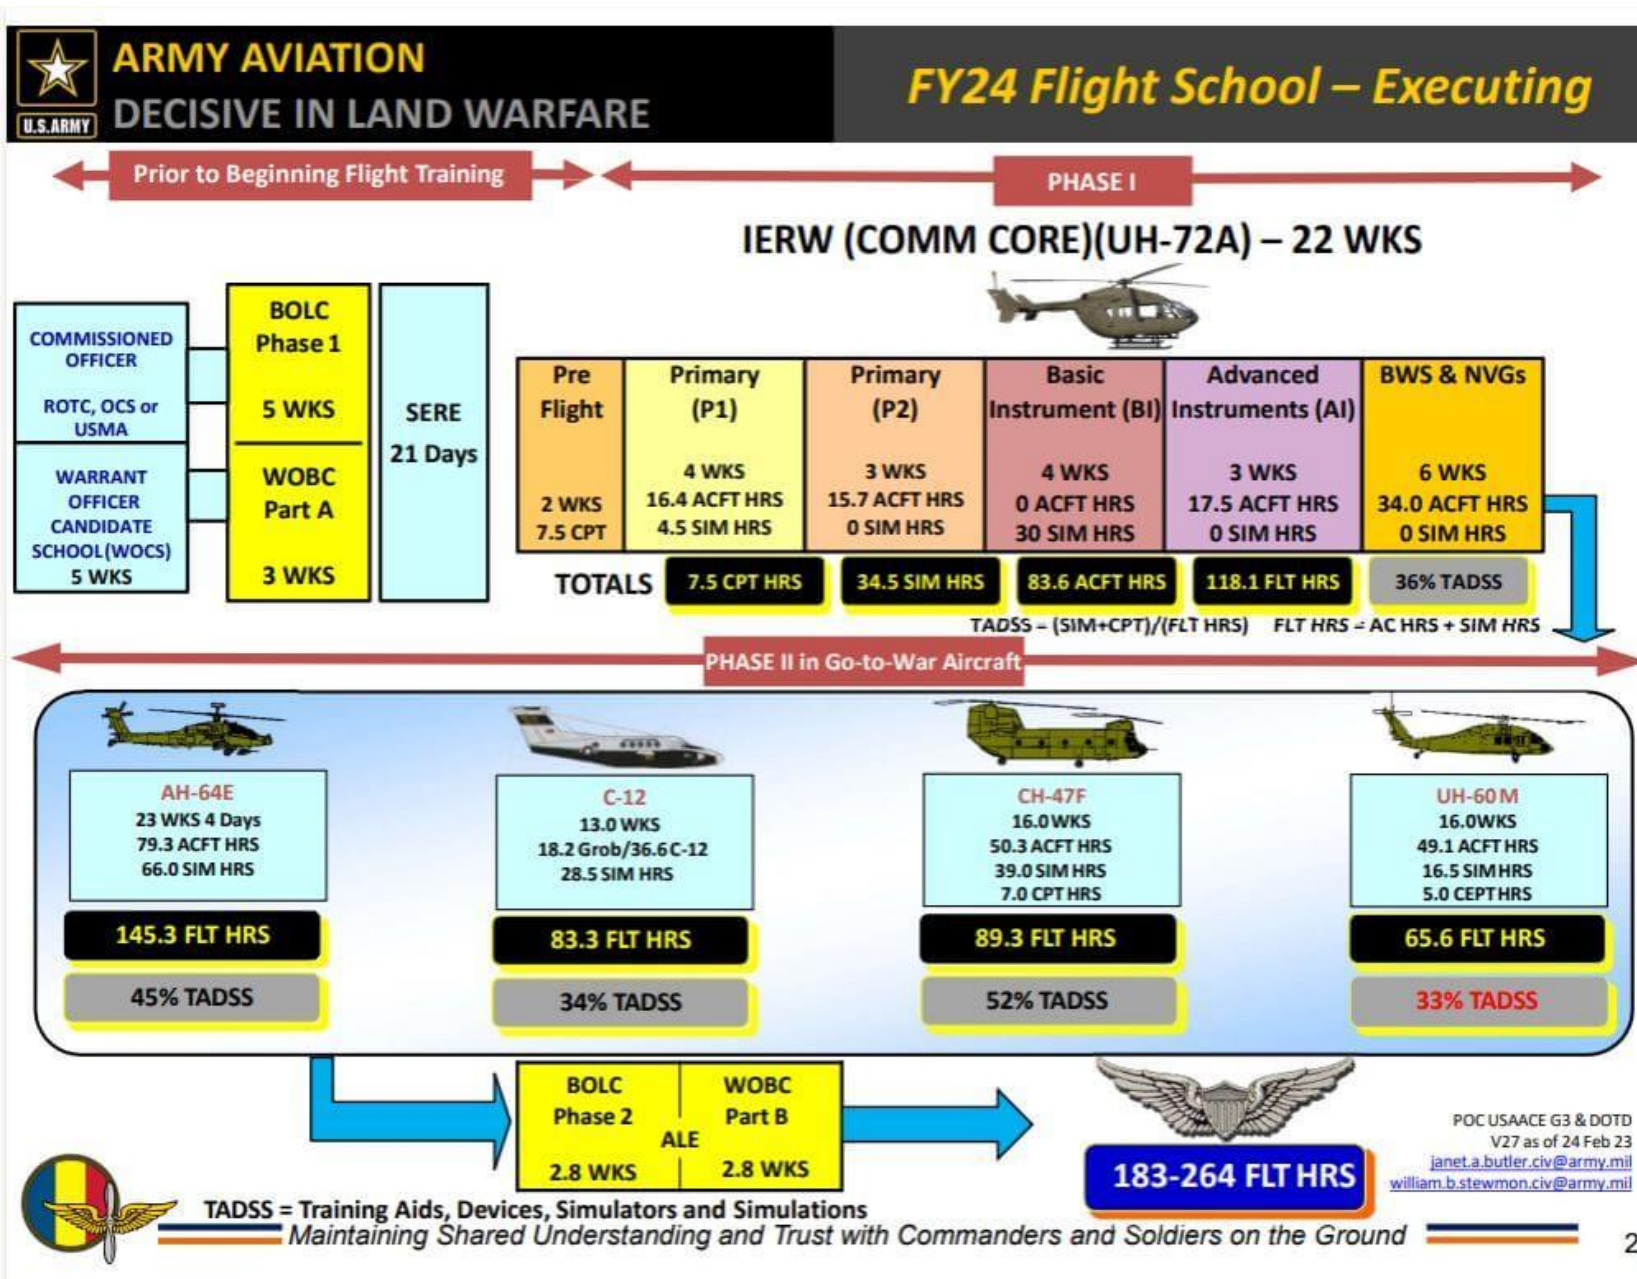 ARMY AVIATION
DECISIVE IN LAND WARFARE
U.S.ARMY
FY24 Flight School – Executing
Prior to Beginning Flight Training
PHASE I
IERW (COMM CORE)(UH-72A) – 22 WKS
COMMISSIONED
OFFICER
ROTC, OCS or
USMA
WARRANT
OFFICER
CANDIDATE
SCHOOL(WOCS)
5 WKS
BOLC
Phase 1
5 WKS
WOBC
Part A
3 WKS
SERE
21 Days
Pre
Flight
2 WKS
7.5 CPT
Primary
(P1)
4 WKS
16.4 ACFT HRS
4.5 SIM HRS
Primary
(P2)
3 WKS
15.7 ACFT HRS
0 SIM HRS
Basic
Instrument (BI)
4 WKS
0 ACFT HRS
30 SIM HRS
Advanced
Instruments (AI)
3 WKS
17.5 ACFT HRS
0 SIM HRS
BWS & NVGs
6 WKS
34.0 ACFT HRS
0 SIM HRS
TOTALS
7.5 CPT HRS
34.5 SIM HRS
83.6 ACFT HRS
118.1 FLT HRS
36% TADSS
TADSS = (SIM+CPT)/(FLT HRS) FLT HRS = AC HRS + SIM HRS
PHASE II in Go-to-War Aircraft
AH-64E
23 WKS 4 Days
79.3 ACFT HRS
66.0 SIM HRS
145.3 FLT HRS
45% TADSS
C-12
13.0 WKS
18.2 Grob/36.6 C-12
28.5 SIM HRS
83.3 FLT HRS
34% TADSS
CH-47F
16.0 WKS
50.3 ACFT HRS
39.0 SIM HRS
7.0 CPT HRS
89.3 FLT HRS
52% TADSS
UH-60M
16.0WKS
49.1 ACFT HRS
16.5 SIM HRS
5.0 CEPT HRS
65.6 FLT HRS
33% TADSS
BOLC
Phase 2
2.8 WKS
ALE
WOBC
Part B
2.8 WKS
183-264 FLT HRS
POC USAACE G3 & DOTD
V27 as of 24 Feb 23
janet.a.butler.civ@army.mil
william.b.stewmon.civ@army.mil
TADSS = Training Aids, Devices, Simulators and Simulations
Maintaining Shared Understanding and Trust with Commanders and Soldiers on the Ground
2